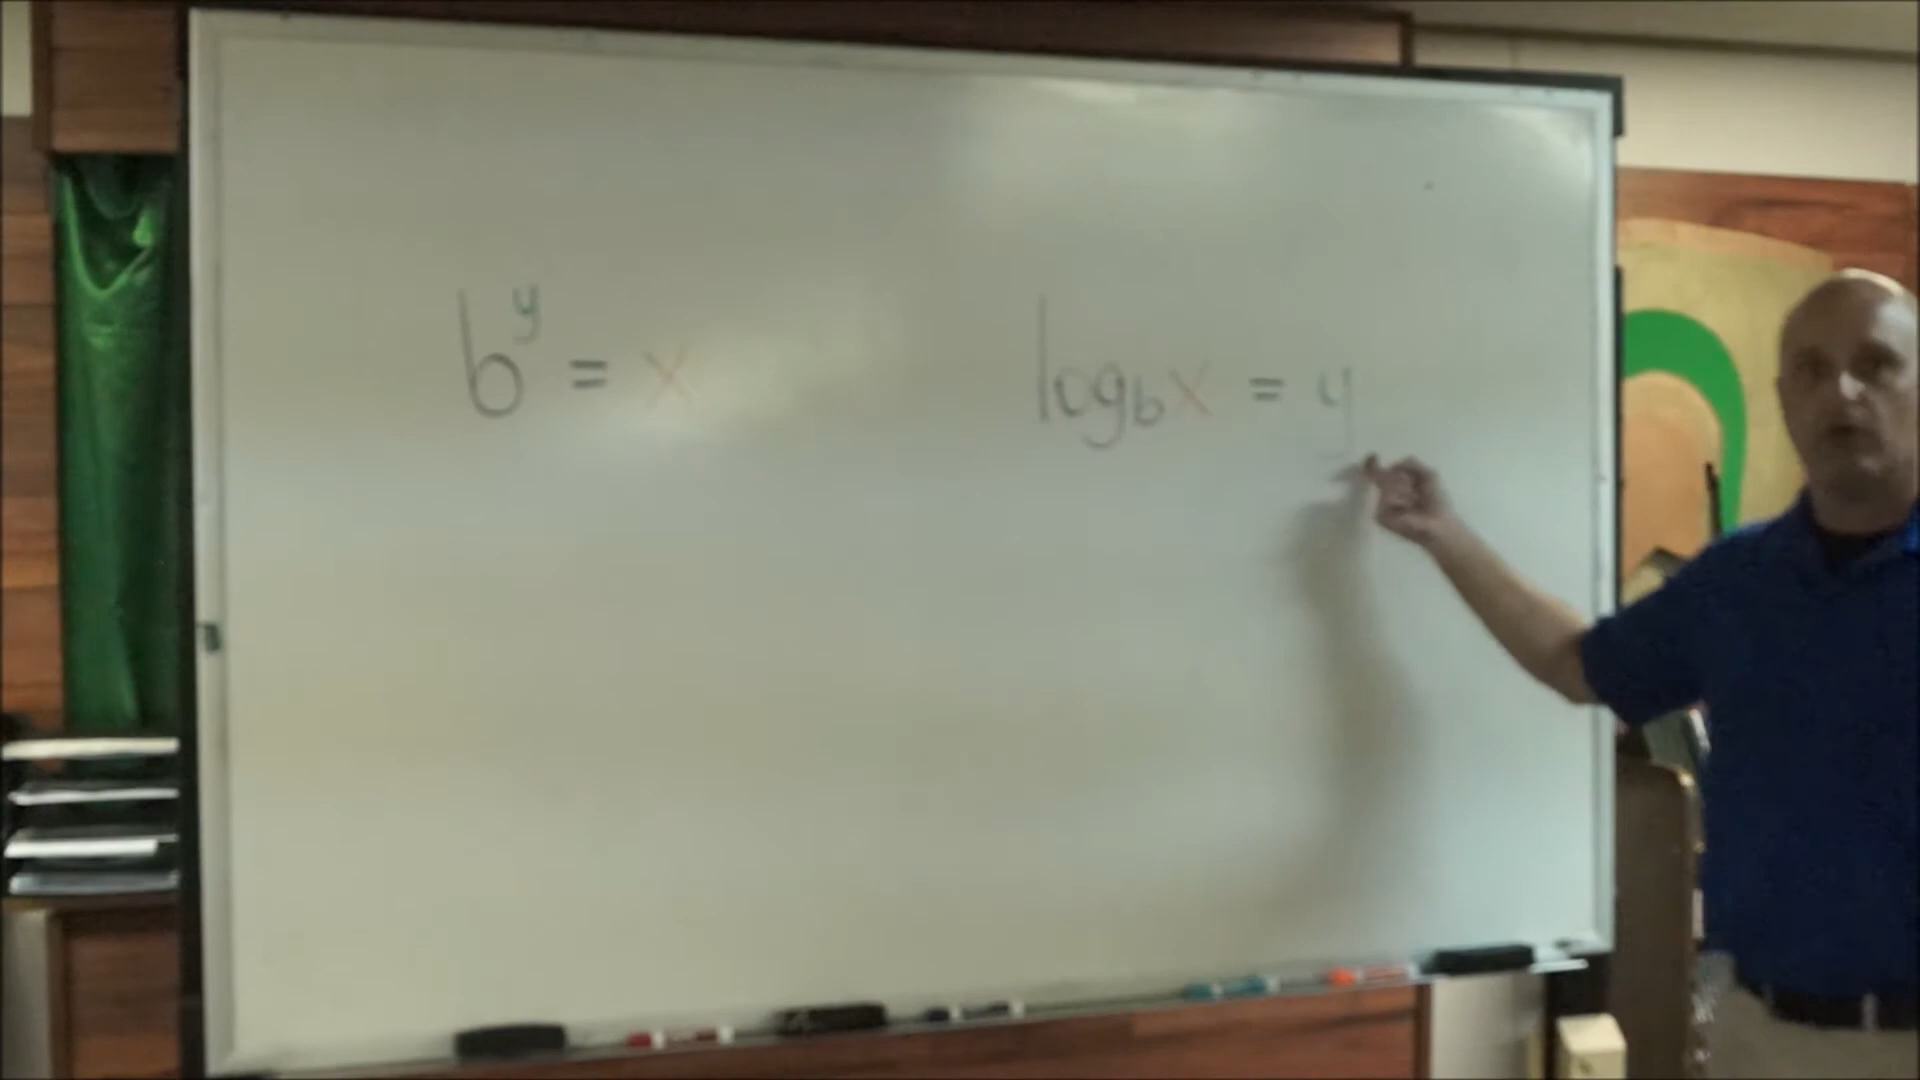 b^y = x
log_b x = y